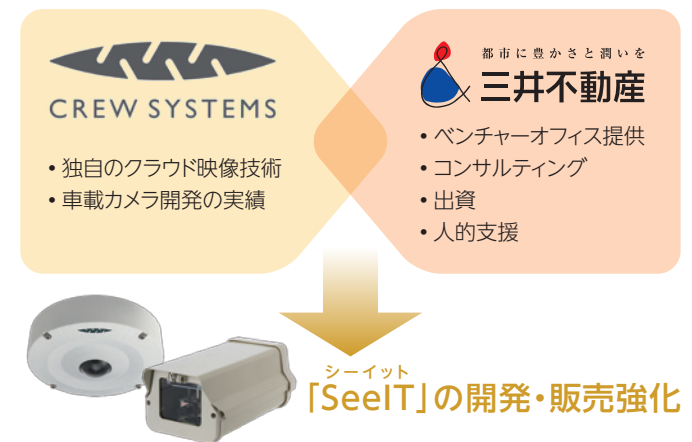 CREW SYSTEMS
• 独自のクラウド映像技術
• 車載カメラ開発の実績
都市に豊かさと潤いを
三井不動産
• ベンチャーオフィス提供
• コンサルティング
• 出資
• 人的支援
シーイット
「SeeIT」の開発・販売強化